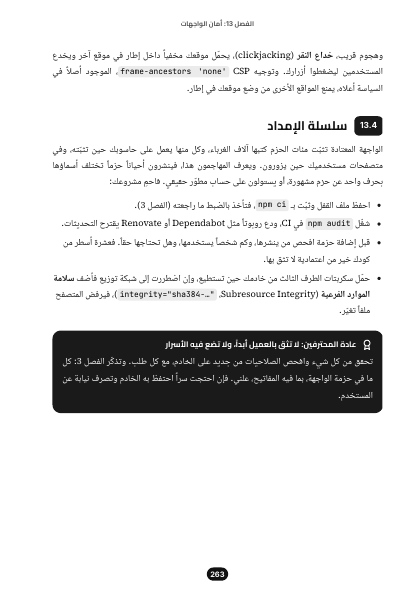 الفصل 13: أمان الواجهات
وهجوم قريب، خداع النقر (clickjacking)، يحمّل موقعك مخفياً داخل إطار في موقع آخر ويخدع
المستخدمين ليضغطوا أزرارك. وتوجيه CSP frame-ancestors 'none'، الموجود أصلاً في
السياسة أعلاه، يمنع المواقع الأخرى من وضع موقعك في إطار.
13.4 سلسلة الإمداد
الواجهة المعتادة تثبّت مئات الحزم كتبها آلاف الغرباء، وكل منها يعمل على حاسوبك حين تثبّته، وفي
متصفحات مستخدميك حين يزورون. ويعرف المهاجمون هذا، فينشرون أحياناً حزماً تختلف أسماؤها
بحرف واحد عن حزم مشهورة، أو يستولون على حساب مطوّر حقيقي. فاحمِ مشروعك:
• احفظ ملف القفل وثبّت بـ npm ci، فتأخذ بالضبط ما راجعته (الفصل 3).
• شغّل npm audit في CI، ودع روبوتاً مثل Dependabot أو Renovate يقترح التحديثات.
• قبل إضافة حزمة افحص من ينشرها، وكم شخصاً يستخدمها، وهل تحتاجها حقاً. فعشرة أسطر من
كودك خير من اعتمادية لا تثق بها.
• حمّل سكربتات الطرف الثالث من خادمك حين تستطيع، وإن اضطررت إلى شبكة توزيع فأضف سلامة
الموارد الفرعية (Subresource Integrity، integrity="sha384-…")، فيرفض المتصفح
ملفاً تغيّر.
عادة المحترفين: لا تثق بالعميل أبداً، ولا تضع فيه الأسرار
تحقق من كل شيء وافحص الصلاحيات من جديد على الخادم، مع كل طلب. وتذكّر الفصل 3: كل
ما في حزمة الواجهة، بما فيه المفاتيح، علني. فإن احتجت سراً احتفظ به الخادم وتصرف نيابة عن
المستخدم.
263